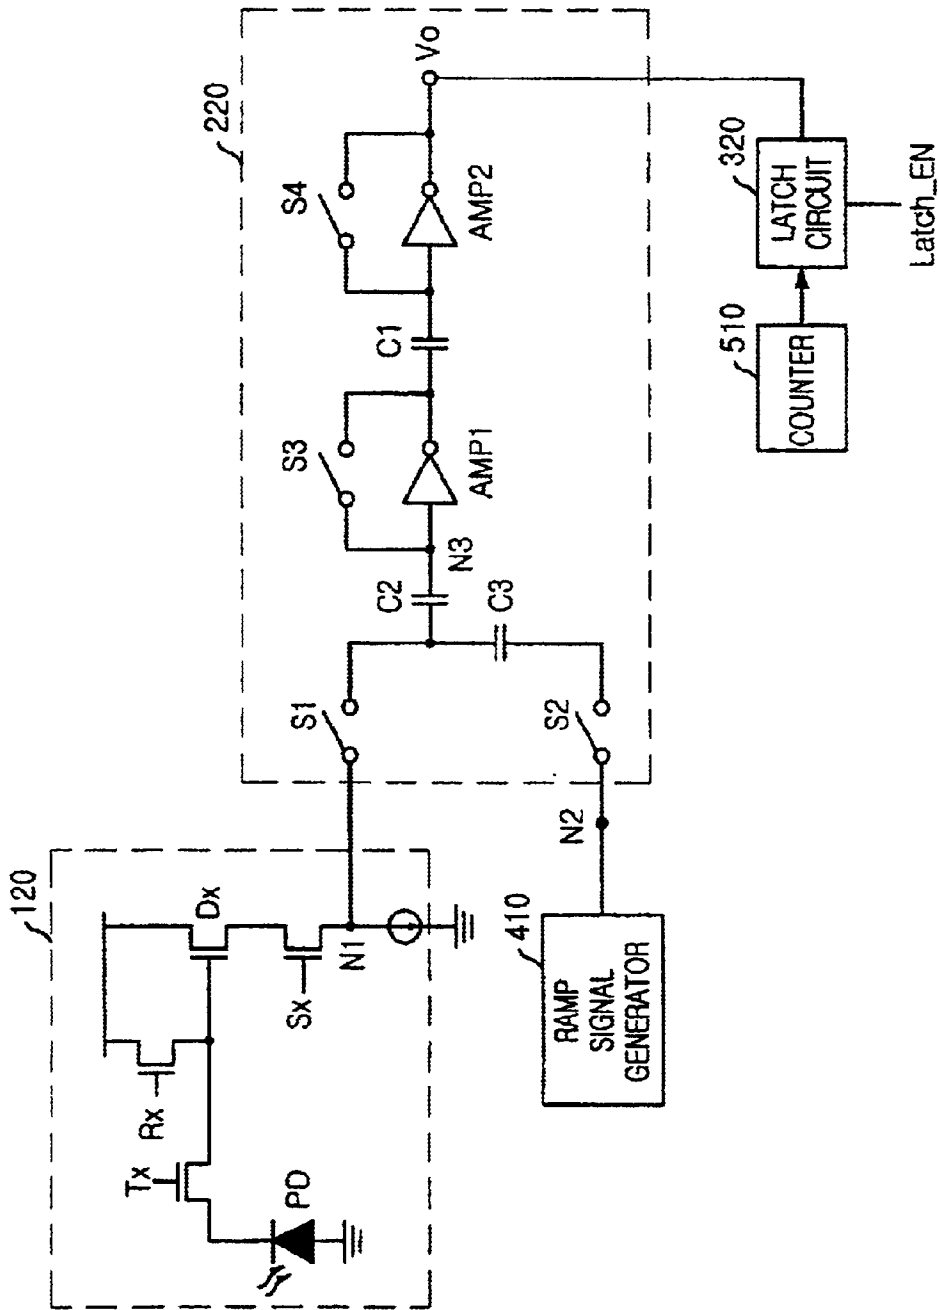 120
Tx
Rx
PD
Dx
Sx
N1
410
RAMP
SIGNAL
GENERATOR
N2
220
S1
S2
C2
C3
N3
S3
AMP1
C1
S4
AMP2
Vo
510
COUNTER
320
LATCH
CIRCUIT
Latch_EN